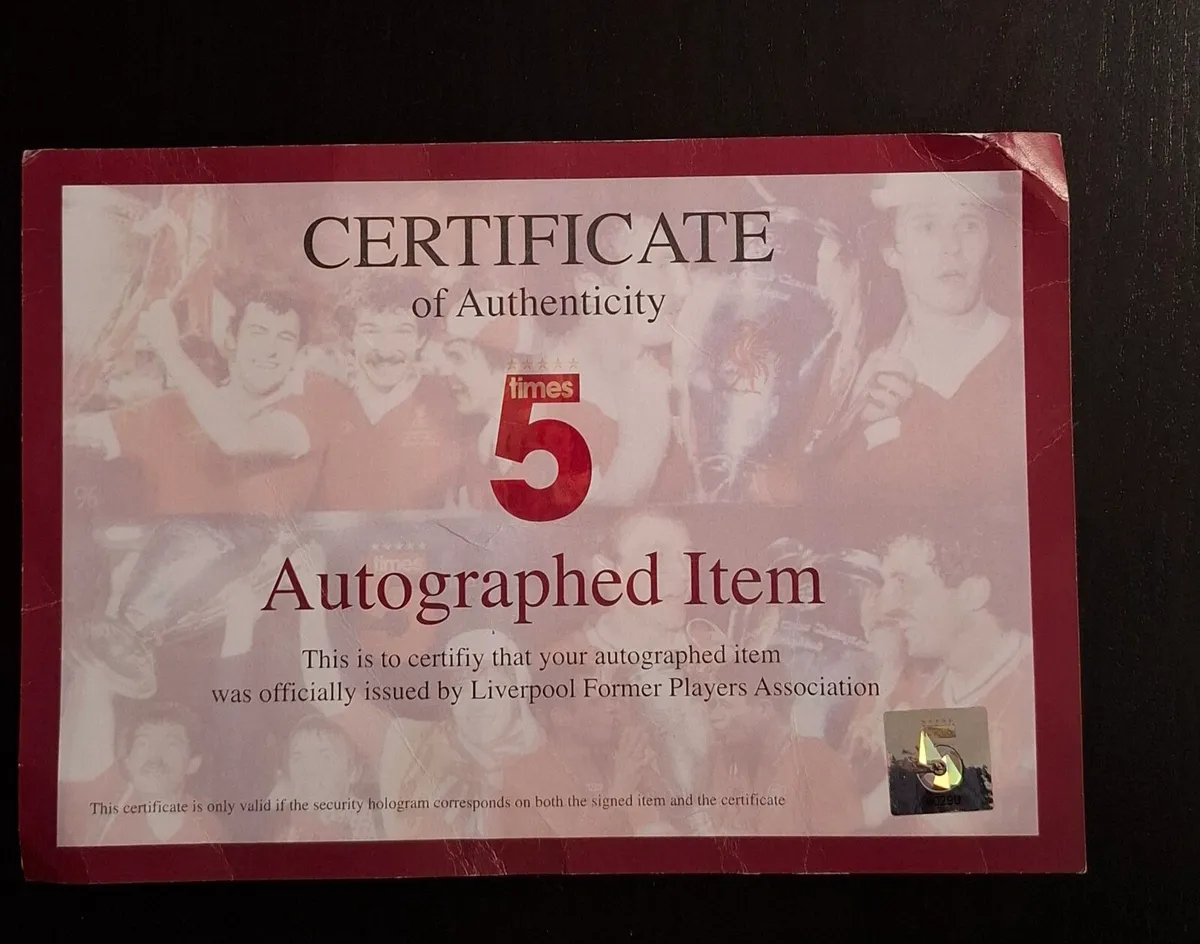 CERTIFICATE
of Authenticity
times
5
Autographed Item
This is to certifiy that your autographed item
was officially issued by Liverpool Former Players Association
5
This certificate is only valid if the security hologram corresponds on both the signed item and the certificate